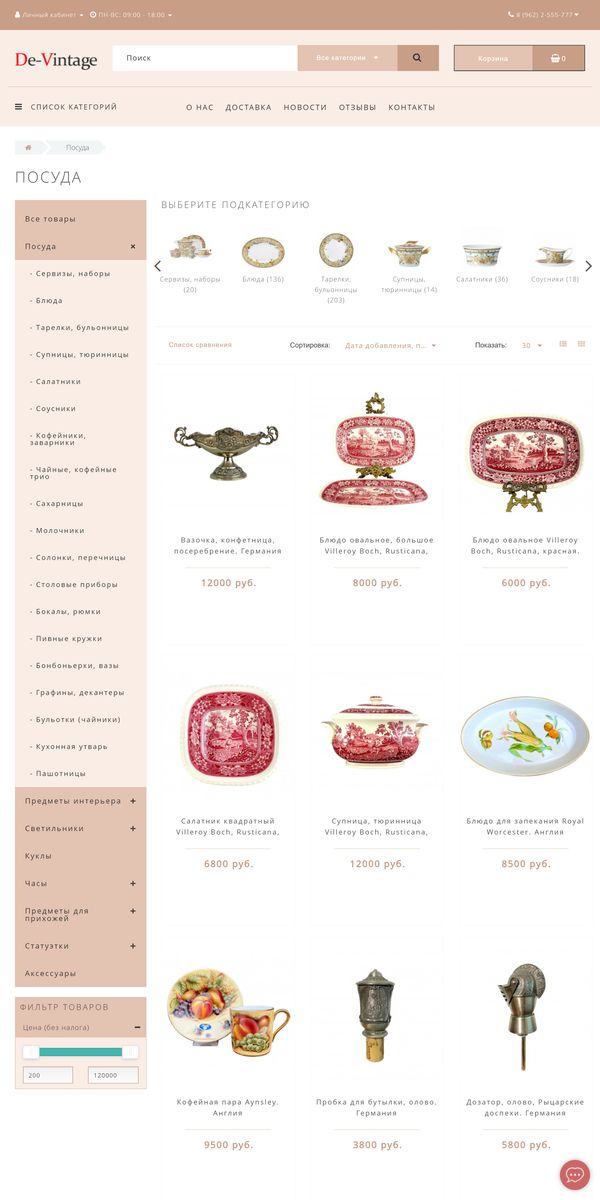 Личный кабинет
ПН-ВС: 09:00 - 18:00
8 (962) 2-555-777
De-Vintage
Поиск
Все категории
Корзина
0
СПИСОК КАТЕГОРИЙ
О НАС
ДОСТАВКА
НОВОСТИ
ОТЗЫВЫ
КОНТАКТЫ
Посуда
ПОСУДА
Все товары
Посуда
- Сервизы, наборы
- Блюда
- Тарелки, бульонницы
- Супницы, тюринницы
- Салатники
- Соусники
- Кофейники,
заварники
- Чайные, кофейные
трио
- Сахарницы
- Молочники
- Солонки, перечницы
- Столовые приборы
- Бокалы, рюмки
- Пивные кружки
- Бонбоньерки, вазы
- Графины, декантеры
- Бульотки (чайники)
- Кухонная утварь
- Пашотницы
Предметы интерьера
Светильники
Куклы
Часы
Предметы для
прихожей
Статуэтки
Аксессуары
ФИЛЬТР ТОВАРОВ
Цена (без налога)
200
120000
ВЫБЕРИТЕ ПОДКАТЕГОРИЮ
Сервизы, наборы
(20)
Блюда (136)
Тарелки,
бульонницы
(203)
Супницы,
тюринницы (14)
Салатники (36)
Соусники (18)
Список сравнения
Сортировка:
Дата добавления, п...
Показать:
30
Вазочка, конфетница,
посеребрение. Германия
12000 руб.
Блюдо овальное, большое
Villeroy Boch, Rusticana,
8000 руб.
Блюдо овальное Villeroy
Boch, Rusticana, красная.
6000 руб.
Салатник квадратный
Villeroy Boch, Rusticana,
6800 руб.
Супница, тюринница
Villeroy Boch, Rusticana,
12000 руб.
Блюдо для запекания Royal
Worcester. Англия
8500 руб.
Кофейная пара Aynsley.
Англия
9500 руб.
Пробка для бутылки, олово.
Германия
3800 руб.
Дозатор, олово, Рыцарские
доспехи. Германия
5800 руб.